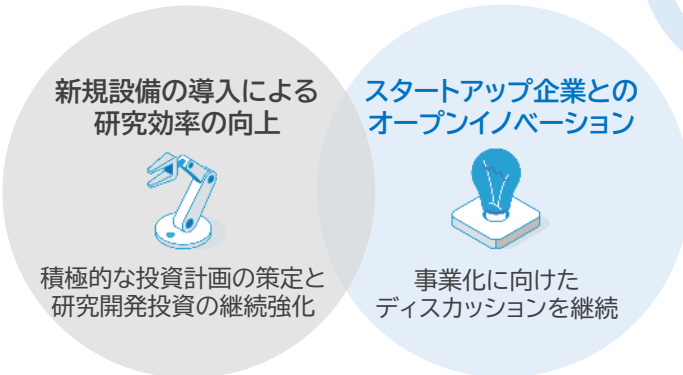 新規設備の導入による
研究効率の向上
積極的な投資計画の策定と
研究開発投資の継続強化
スタートアップ企業との
オープンイノベーション
事業化に向けた
ディスカッションを継続